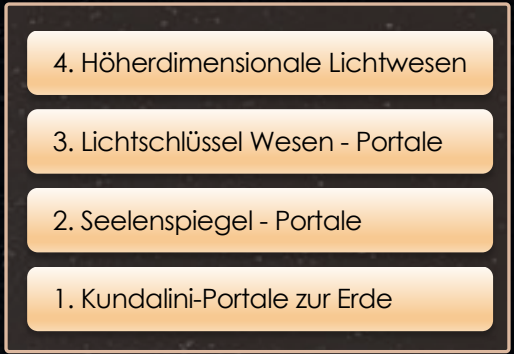 4. Höherdimensionale Lichtwesen
3. Lichtschlüssel Wesen - Portale
2. Seelenspiegel - Portale
1. Kundalini-Portale zur Erde